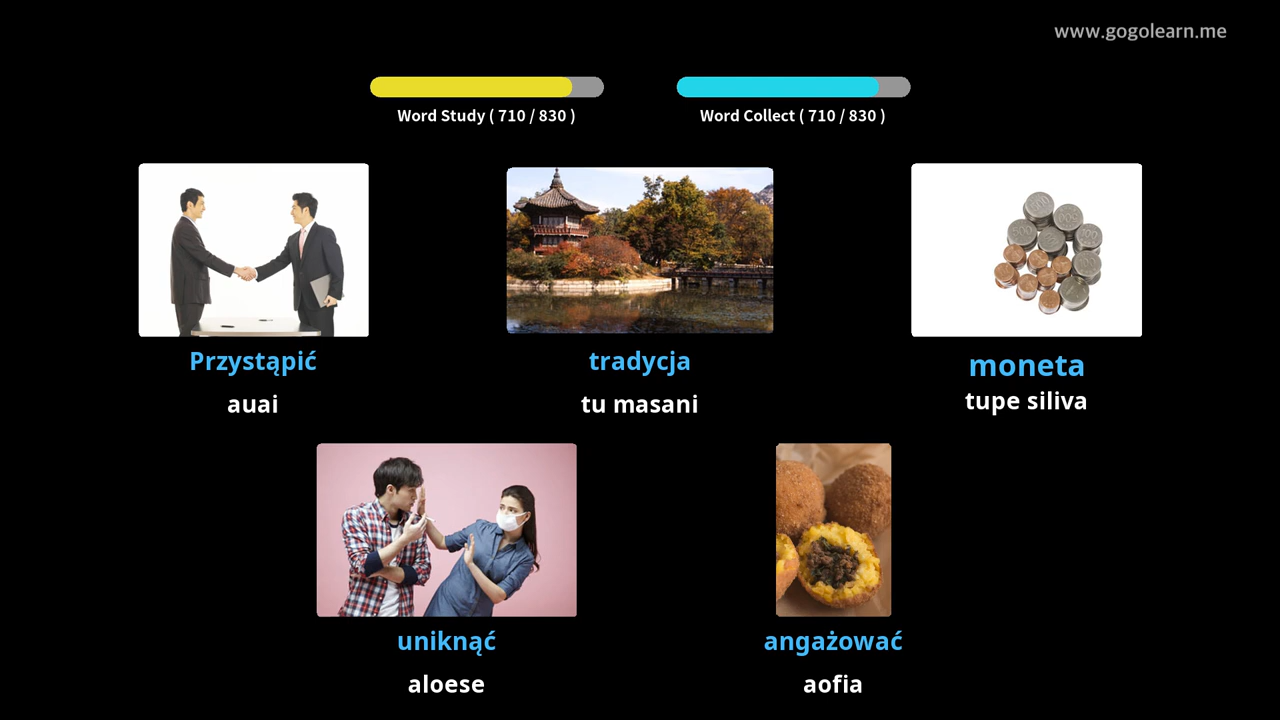 www.gogolearn.me
Word Study ( 710 / 830 )
Word Collect ( 710 / 830 )
Przystąpić
auai
tradycja
tu masani
moneta
tupe siliva
uniknąć
aloese
angażować
aofia